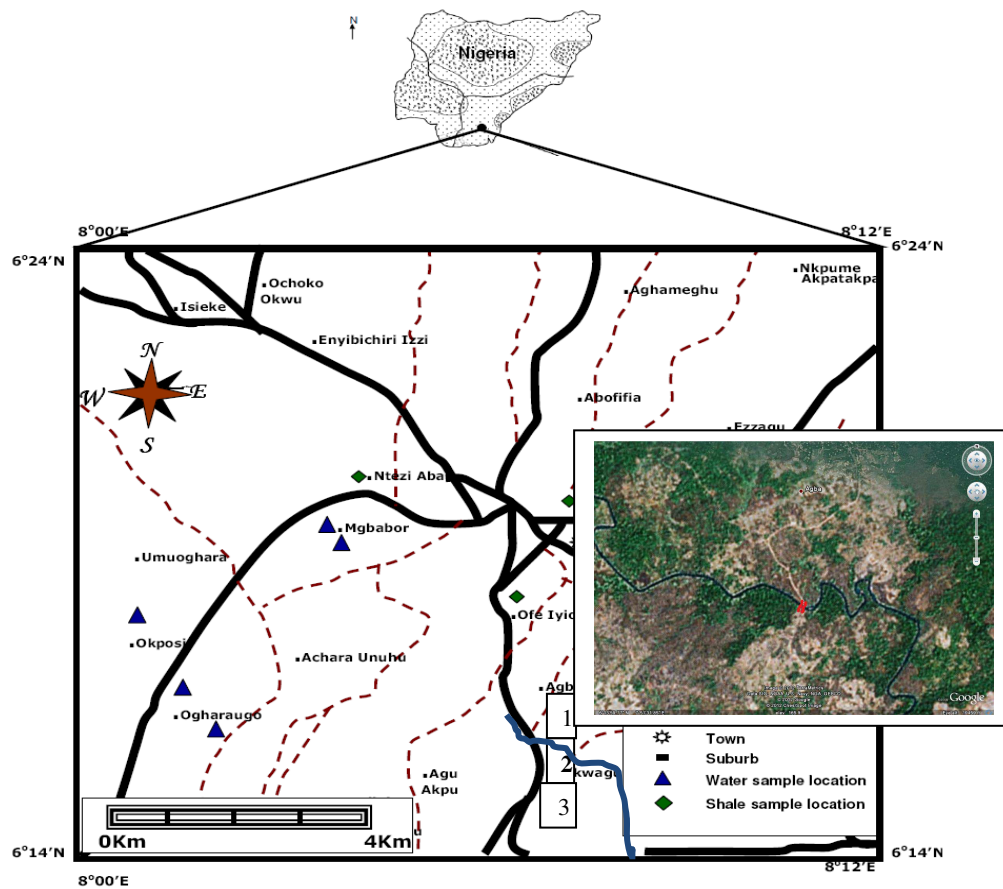 N
Nigeria
8°00′E
8°12′E
6°24′N
6°24′N
Ochoko
Okwu
Isieke
Nkpume
Akpatakpa
Aghameghu
Enyibichiri Izzi
N
W
E
S
Abofifia
Ezzagu
Ntezi Aba
Agba
Mgbabor
Umuoghara
Ofe Iyio
Okposi
Achara Unuhu
Agb
Ogharaugo
Google
1
2
kwagu
3
Agu
Akpu
Town
Suburb
Water sample location
Shale sample location
0Km
4Km
6°14′N
6°14′N
8°00′E
8°12′E